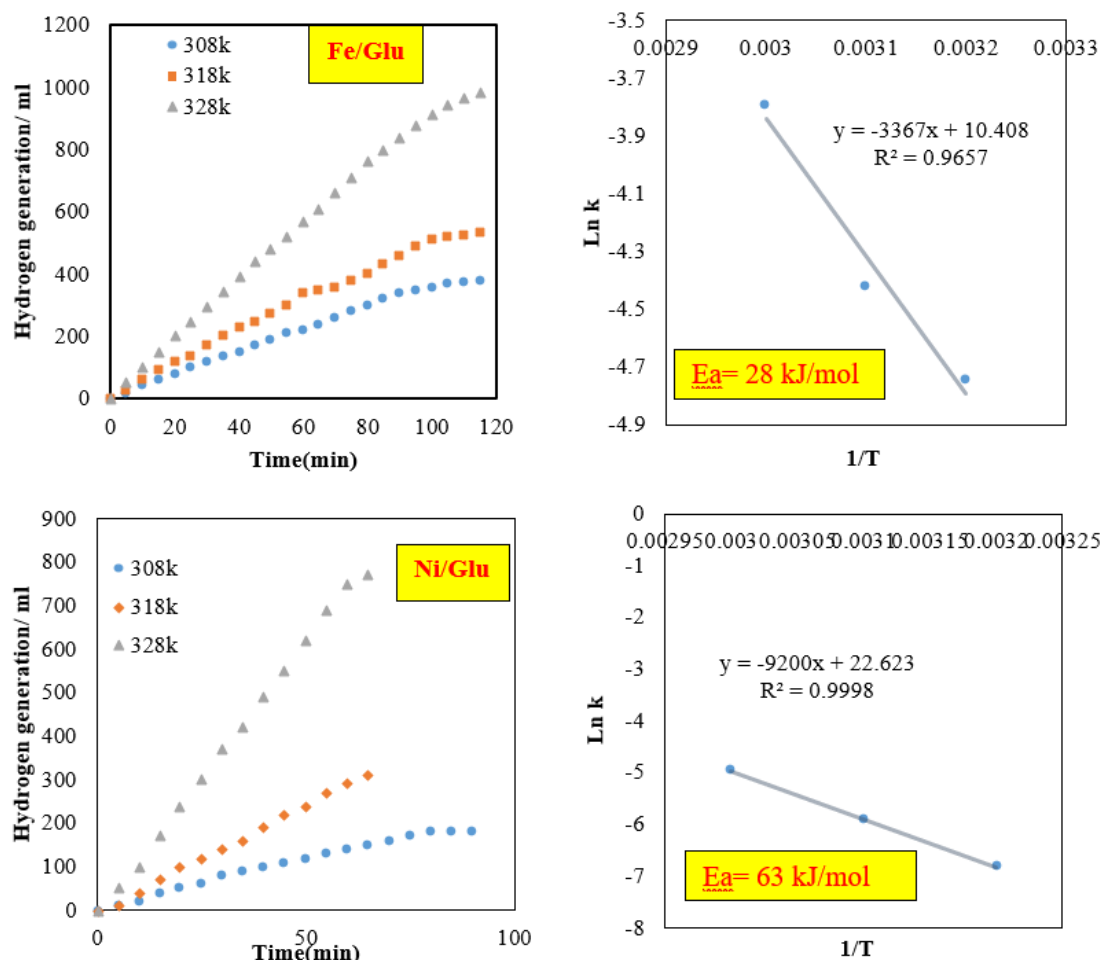 1200
1000
800
600
400
200
0
Hydrogen generation/ ml
308k
318k
328k
Fe/Glu
0 20 40 60 80 100 120
Time(min)
-3.5
0.0029 0.003 0.0031 0.0032 0.0033
-3.7
-3.9
-4.1
-4.3
-4.5
-4.7
-4.9
Ln k
y = -3367x + 10.408
R² = 0.9657
Ea= 28 kJ/mol
1/T
900
800
700
600
500
400
300
200
100
0
Hydrogen generation/ ml
308k
318k
328k
Ni/Glu
0 50 100
Time(min)
0
0.00295 0.003 0.00305 0.0031 0.00315 0.0032 0.00325
-1
-2
-3
-4
-5
-6
-7
-8
Ln k
y = -9200x + 22.623
R² = 0.9998
Ea= 63 kJ/mol
1/T